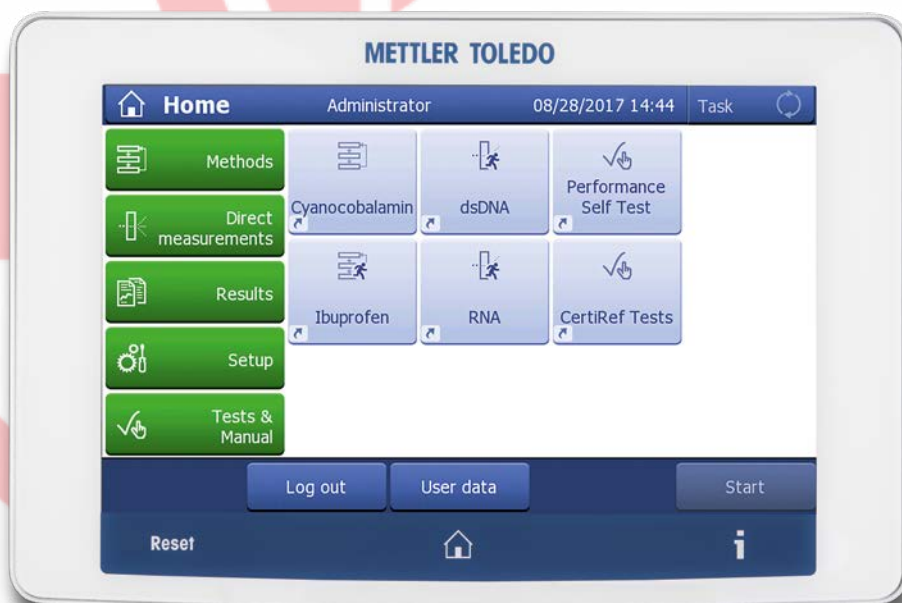 METTLER TOLEDO
Home
Administrator
08/28/2017 14:44
Task
Methods
Direct
measurements
Results
Setup
Tests &
Manual
Cyanocobalamin
dsDNA
Performance
Self Test
Ibuprofen
RNA
CertiRef Tests
Log out
User data
Start
Reset
i